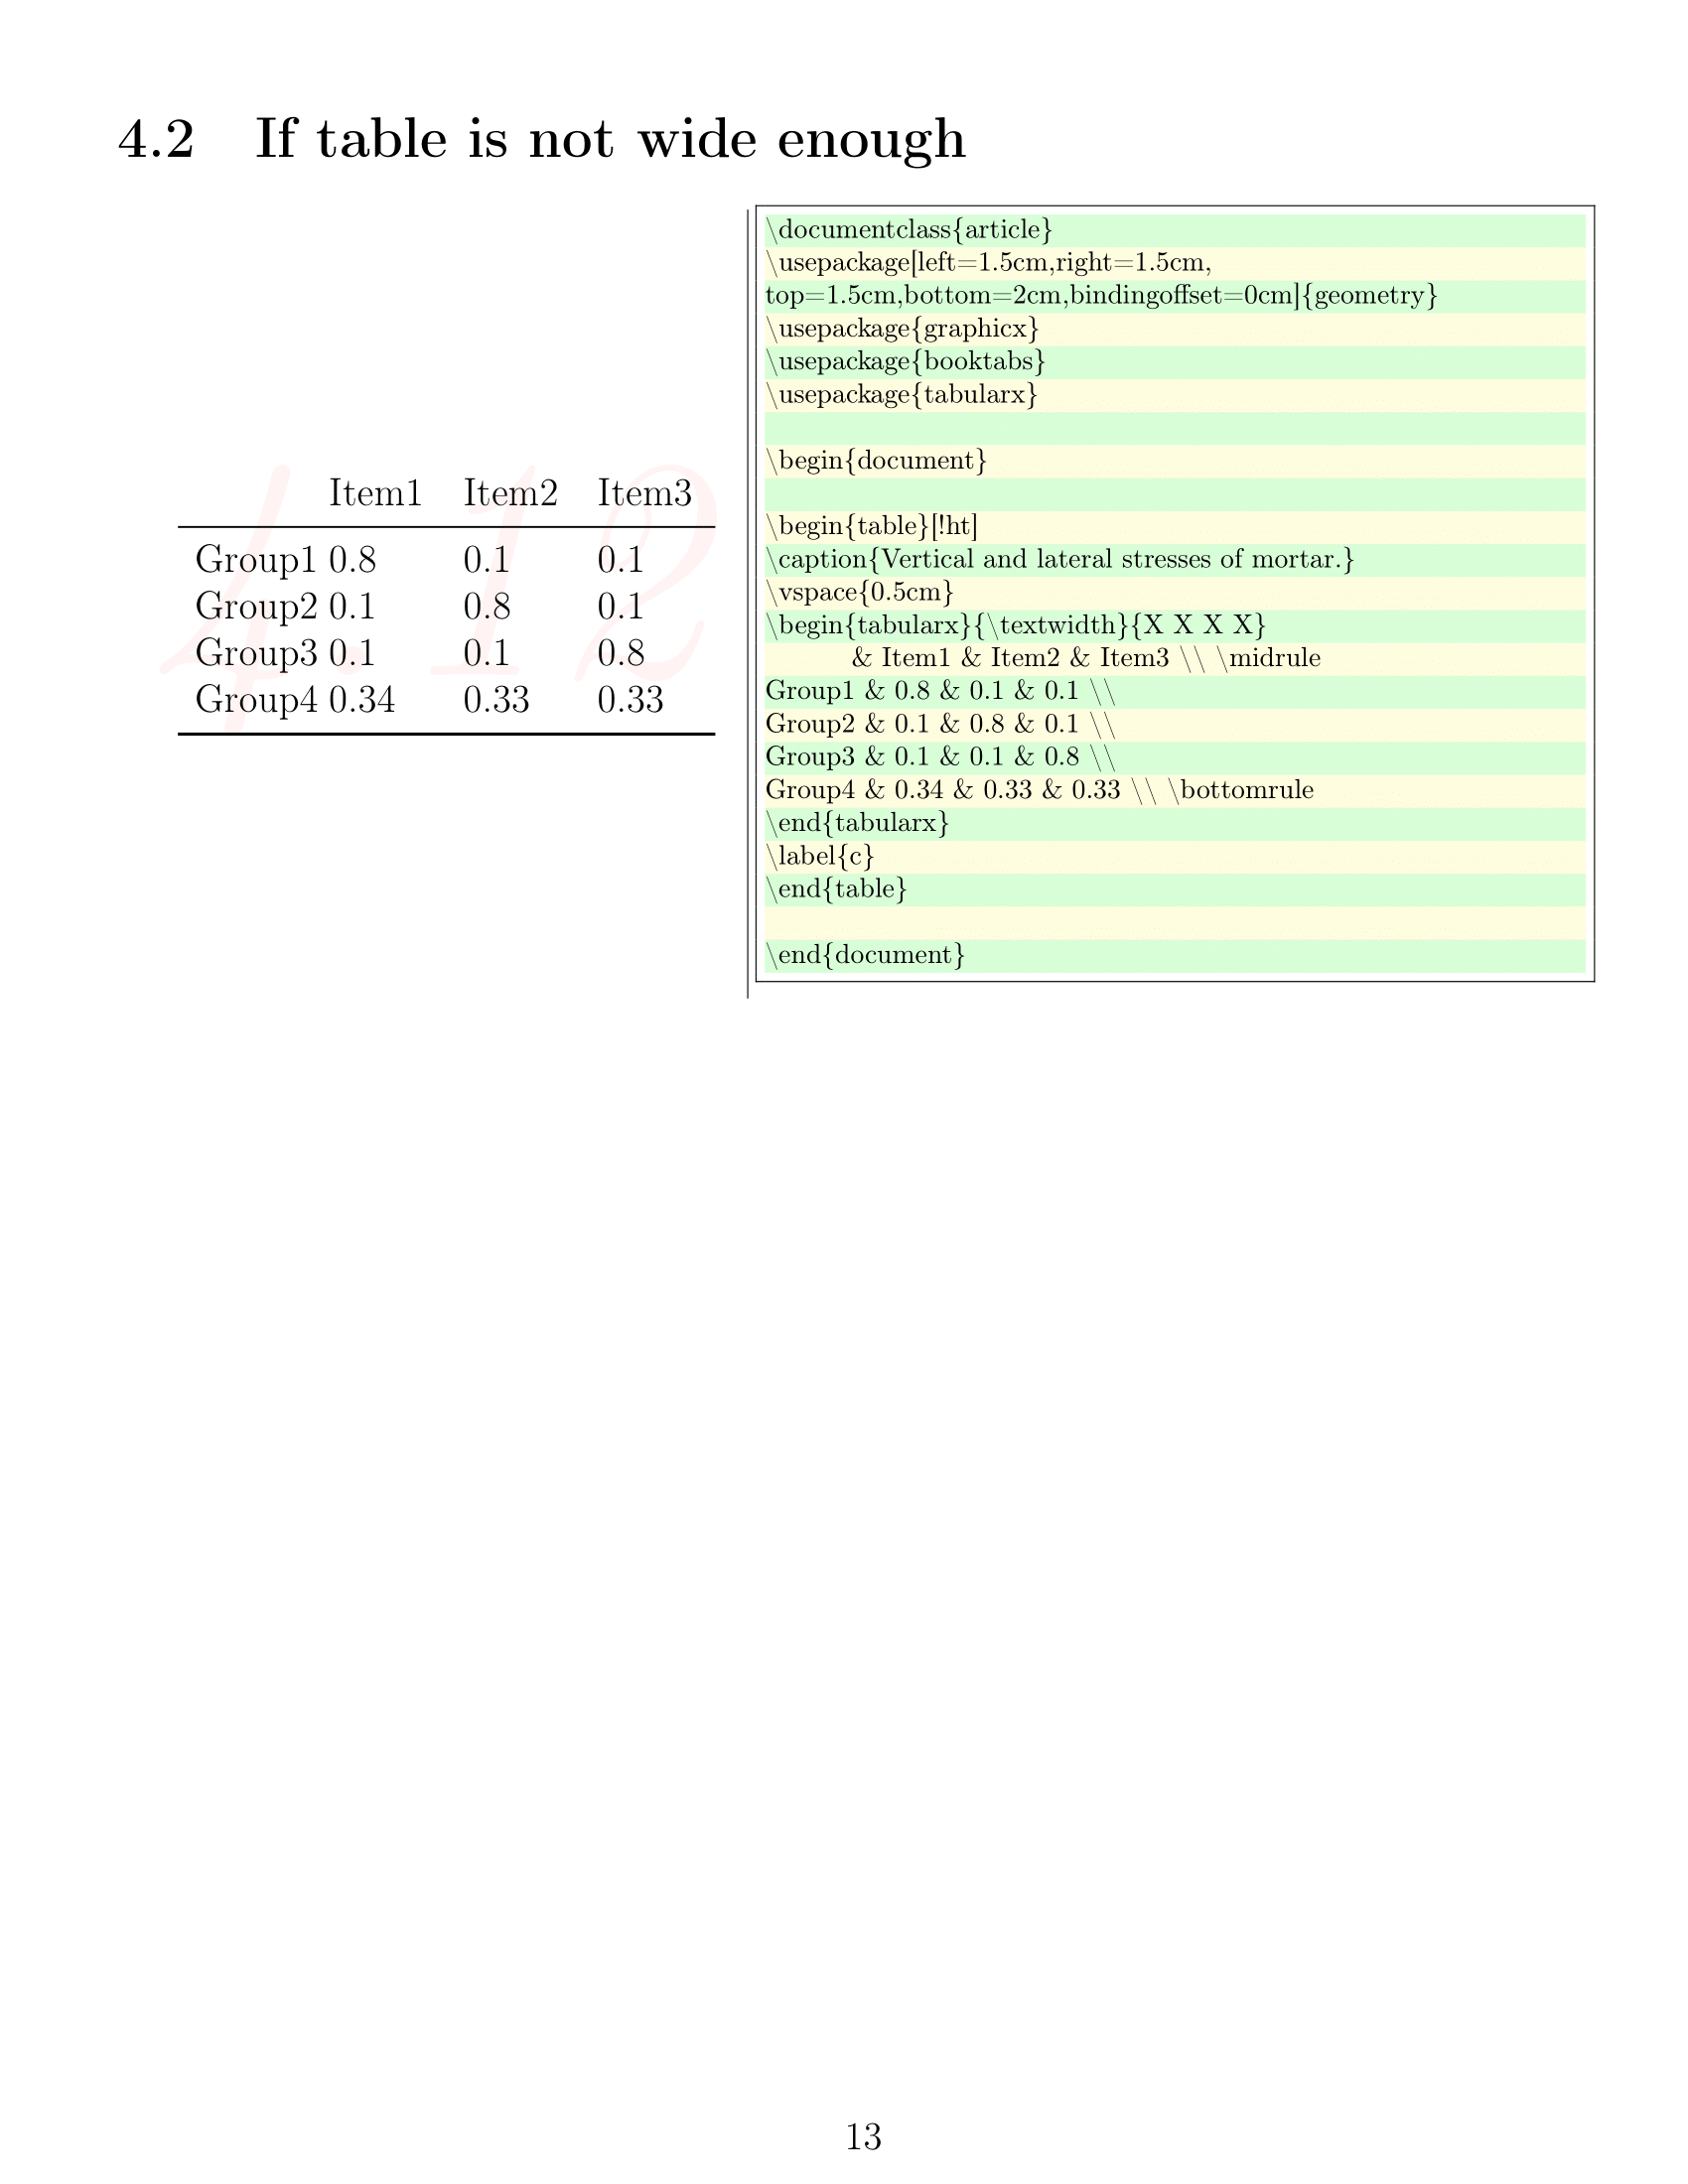 4.2 If table is not wide enough
4.12
Item1 Item2 Item3
Group1 0.8 0.1 0.1
Group2 0.1 0.8 0.1
Group3 0.1 0.1 0.8
Group4 0.34 0.33 0.33
\documentclass{article}
\usepackage[left=1.5cm,right=1.5cm,
top=1.5cm,bottom=2cm,bindingoffset=0cm]{geometry}
\usepackage{graphicx}
\usepackage{booktabs}
\usepackage{tabularx}
\begin{document}
\begin{table}[!ht]
\caption{Vertical and lateral stresses of mortar.}
\vspace{0.5cm}
\begin{tabularx}{\textwidth}{X X X X}
& Item1 & Item2 & Item3 \\ \midrule
Group1 & 0.8 & 0.1 & 0.1 \\
Group2 & 0.1 & 0.8 & 0.1 \\
Group3 & 0.1 & 0.1 & 0.8 \\
Group4 & 0.34 & 0.33 & 0.33 \\ \bottomrule
\end{tabularx}
\label{c}
\end{table}
\end{document}
13